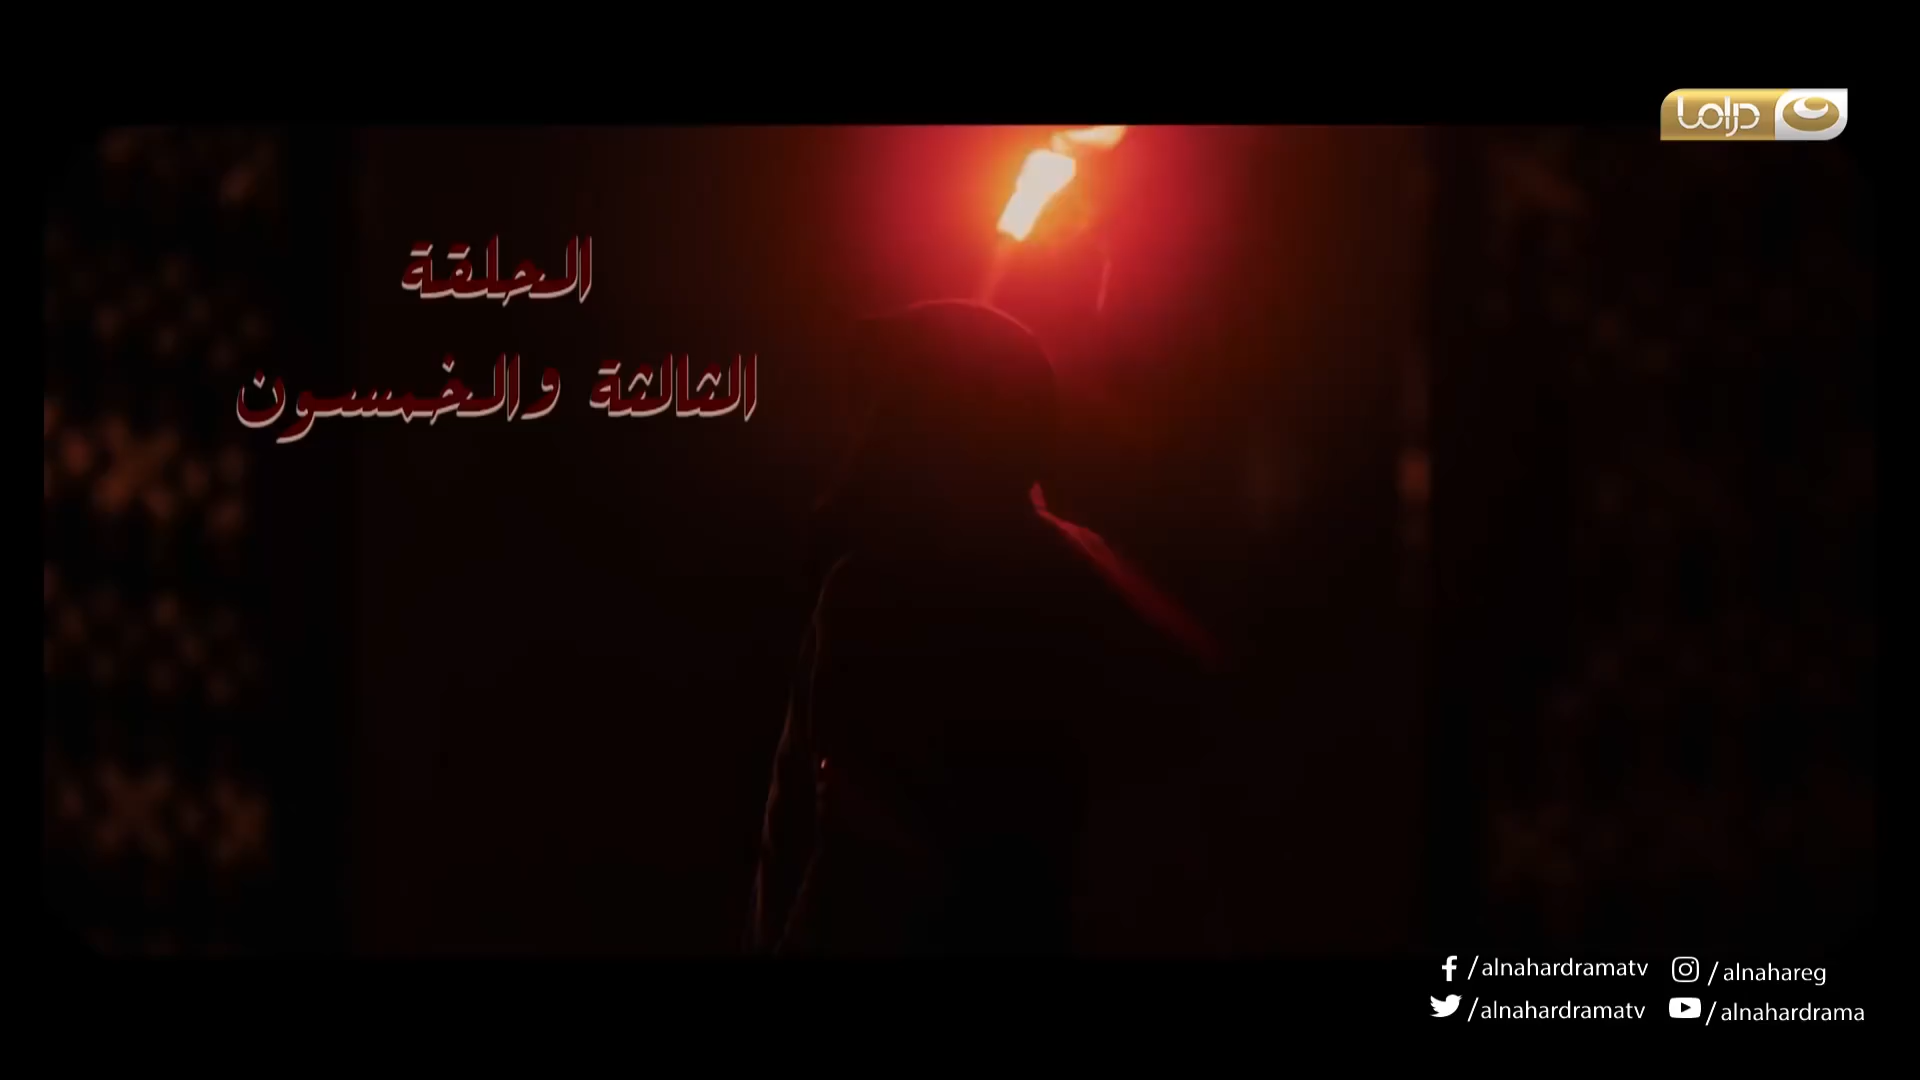 دراما
الحلقة
الثالثة والخمسون
/alnahardramatv
/alnahareg
/alnahardramatv
/alnahardrama